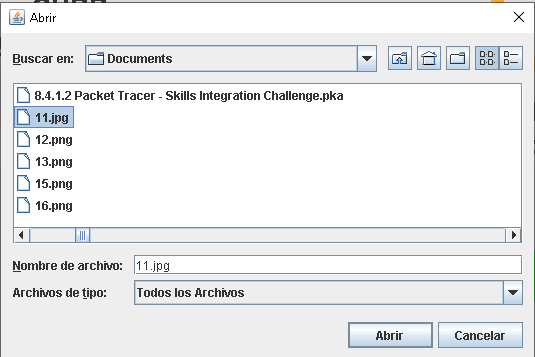 Abrir
Buscar en: Documents
8.4.1.2 Packet Tracer - Skills Integration Challenge.pka
11.jpg
12.png
13.png
15.png
16.png
Nombre de archivo: 11.jpg
Archivos de tipo: Todos los Archivos
Abrir Cancelar